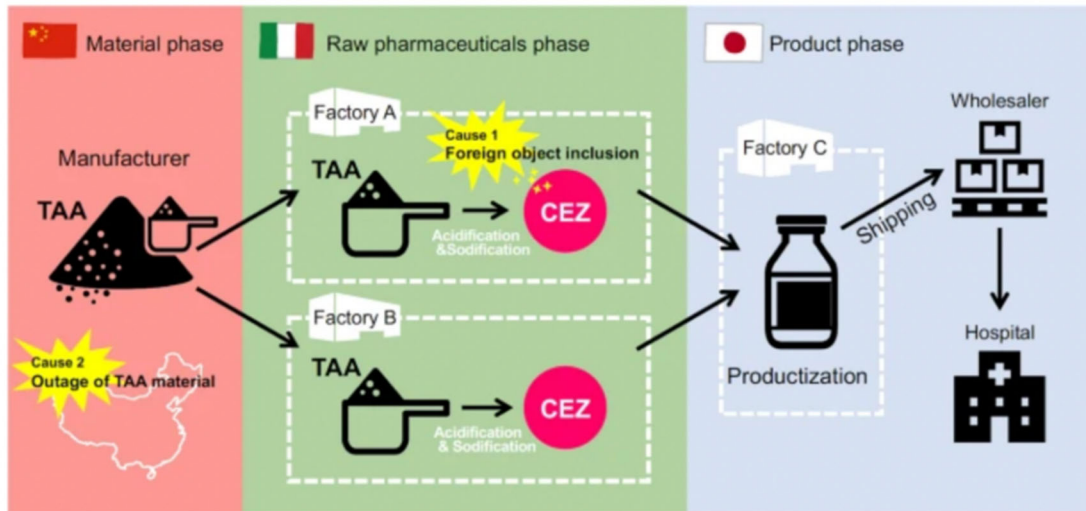 Material phase
Raw pharmaceuticals phase
Product phase
Manufacturer
TAA
Cause 2
Outage of TAA material
Factory A
Cause 1
Foreign object inclusion
TAA
CEZ
Acidification
&Sodification
Factory B
TAA
CEZ
Acidification
& Sodification
Factory C
Productization
Shipping
Wholesaler
Hospital